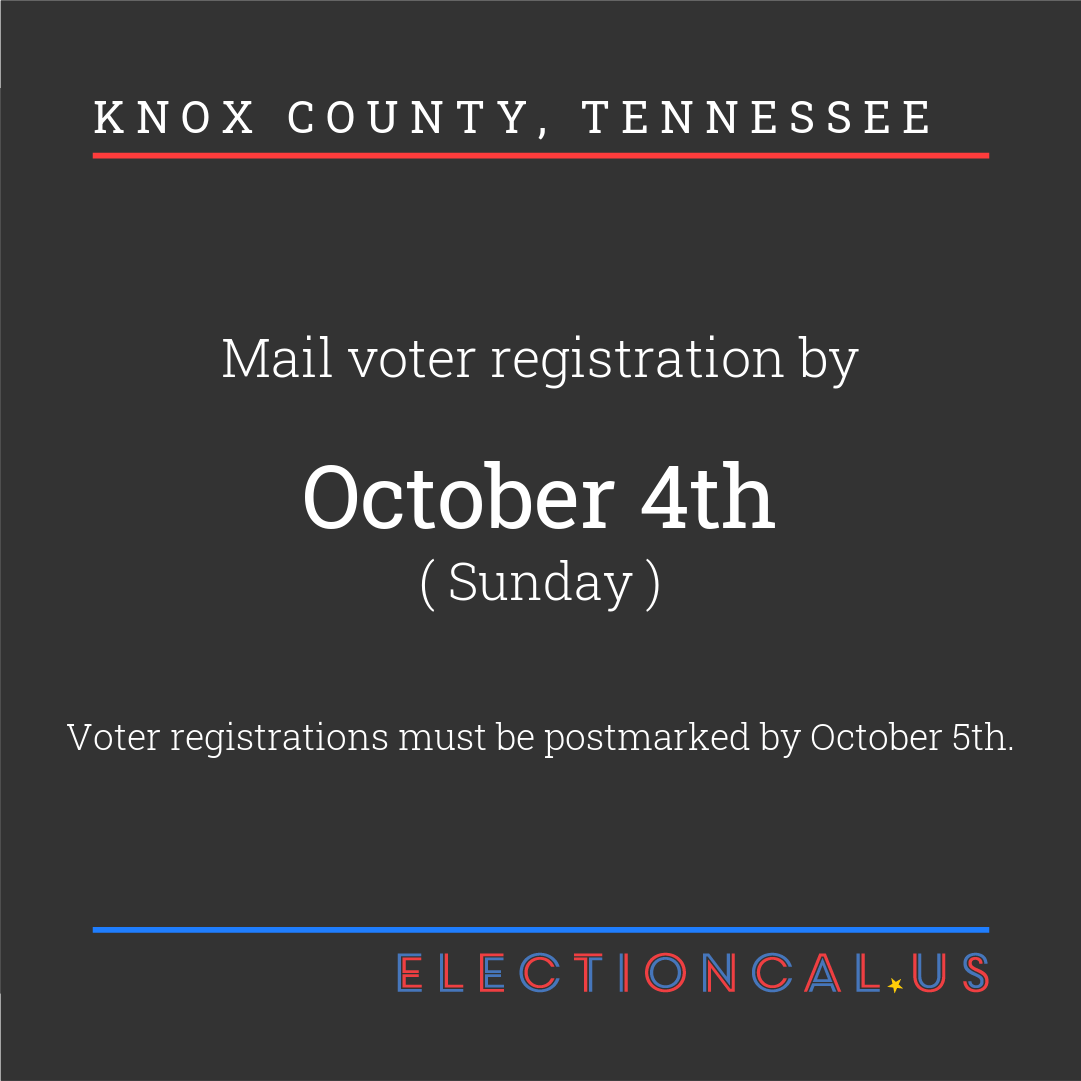 KNOX COUNTY, TENNESSEE
Mail voter registration by
October 4th
( Sunday )
Voter registrations must be postmarked by October 5th.
ELECTIONCAL.US